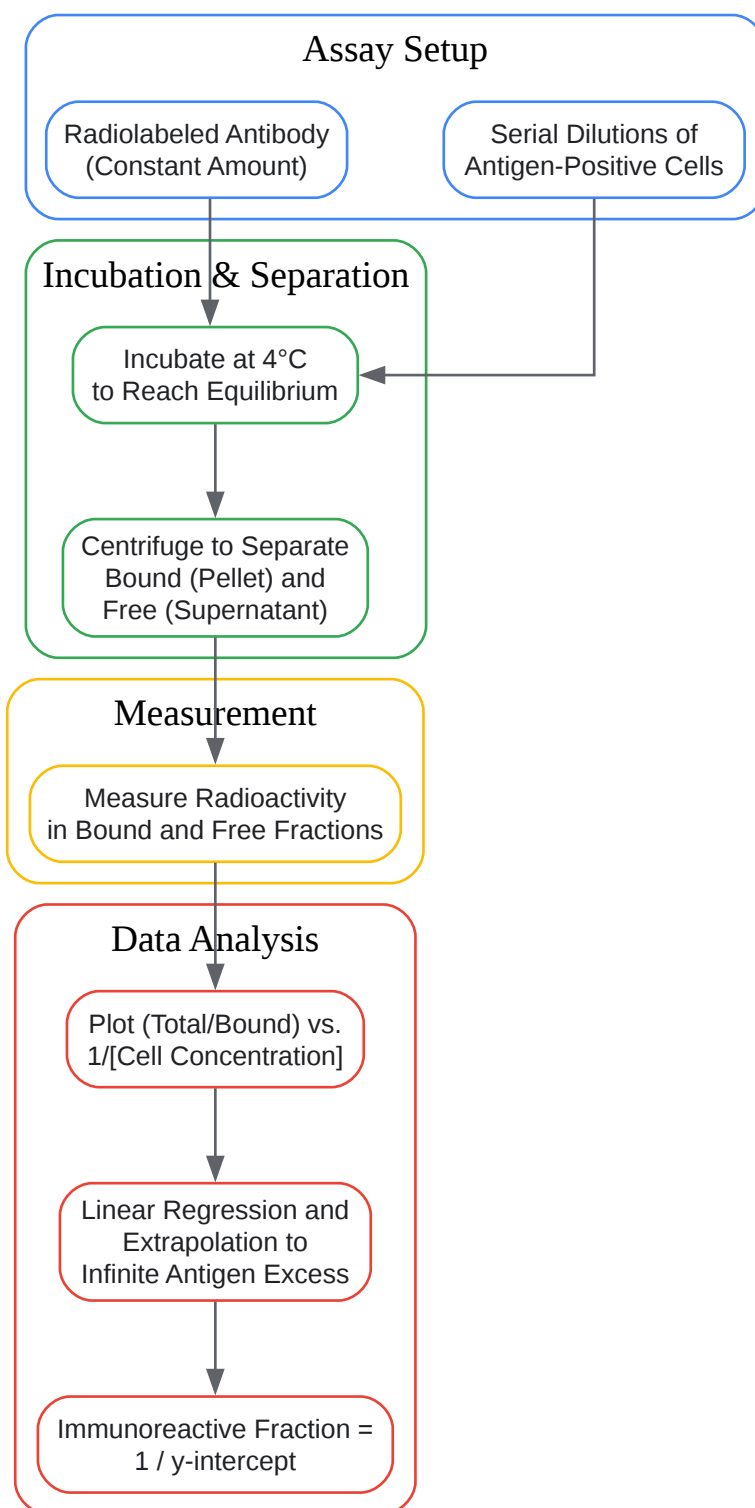 Assay Setup
Radiolabeled Antibody
(Constant Amount)
Serial Dilutions of
Antigen-Positive Cells
Incubation & Separation
Incubate at 4°C
to Reach Equilibrium
Centrifuge to Separate
Bound (Pellet) and
Free (Supernatant)
Measurement
Measure Radioactivity
in Bound and Free Fractions
Data Analysis
Plot (Total/Bound) vs.
1/[Cell Concentration]
Linear Regression and
Extrapolation to
Infinite Antigen Excess
Immunoreactive Fraction =
1 / y-intercept